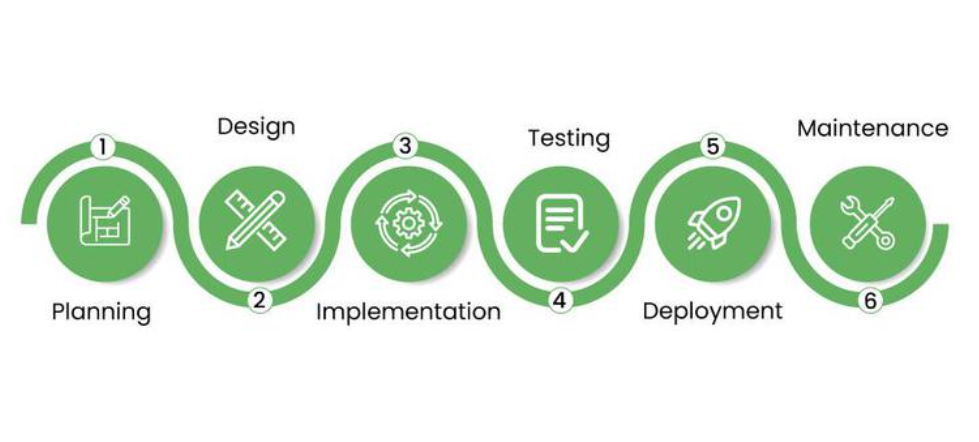 1
Planning
Design
2
3
Implementation
Testing
4
5
Deployment
Maintenance
6